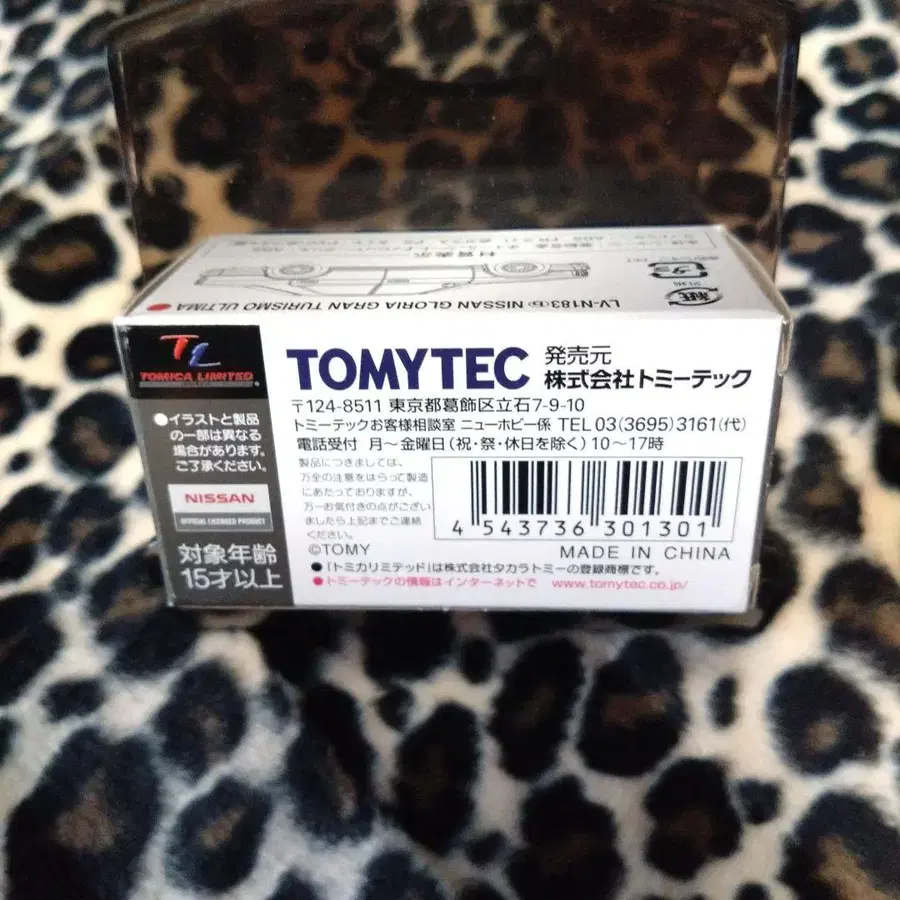 材質表示
紙
プラ
LV-N183 b NISSAN GLORIA GRAN TURISMO ULTIMA
TL
TOMICA LIMITED
●イラストと製品
の一部は異なる
場合があります。
ご了承ください。
NISSAN
OFFICIAL LICENSED PRODUCT
対象年齢
15才以上
TOMYTEC
発売元
株式会社トミーテック
〒124-8511 東京都葛飾区立石7-9-10
トミーテックお客様相談室 ニューホビー係 TEL 03(3695)3161(代)
電話受付 月～金曜日(祝・祭・休日を除く) 10～17時
製品につきましては、
万全の注意をはらって製造
にあたっておりますが、
万一お気付きの点がござい
ましたら上記までご連絡
ください。
4 543736 301301
©TOMY
MADE IN CHINA
●「トミカリミテッド」は株式会社タカラトミーの登録商標です。
●トミーテックの情報はインターネットで www.tomytec.co.jp/